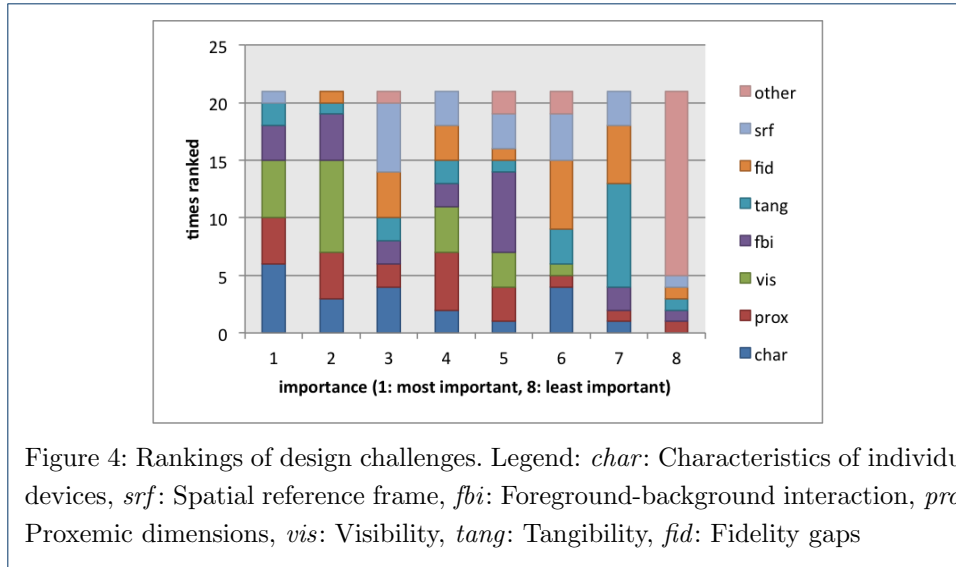 25
20
15
10
5
0
times ranked
1 2 3 4 5 6 7 8
importance (1: most important, 8: least important)
other
srf
fid
tang
fbi
vis
prox
char
Figure 4: Rankings of design challenges. Legend: char: Characteristics of
devices, srf: Spatial reference frame, fbi: Foreground-background interaction,
Proxemic dimensions, vis: Visibility, tang: Tangibility, fid: Fidelity gaps